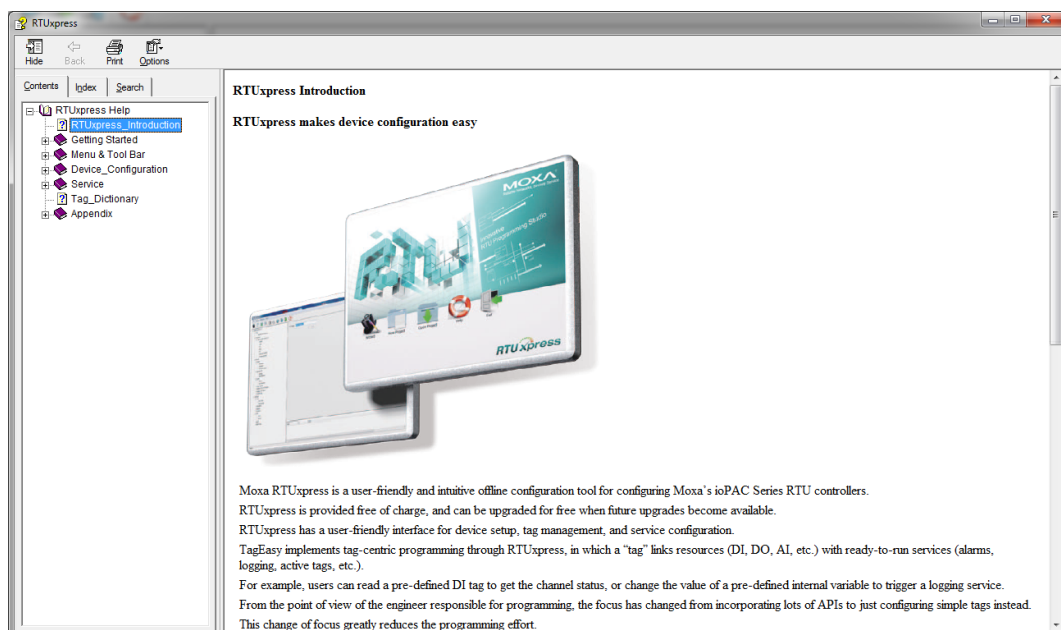 RTUxpress
Hide
Back
Print
Options
Contents
Index
Search
RTUxpress Help
RTUxpress_Introduction
Getting Started
Menu & Tool Bar
Device_Configuration
Service
Tag_Dictionary
Appendix
RTUxpress Introduction
RTUxpress makes device configuration easy
MOXA
Innovative
RTU Programming Studio
RTU
RTUxpress
Moxa RTUxpress is a user-friendly and intuitive offline configuration tool for configuring Moxa's ioPAC Series RTU controllers.
RTUxpress is provided free of charge, and can be upgraded for free when future upgrades become available.
RTUxpress has a user-friendly interface for device setup, tag management, and service configuration.
TagEasy implements tag-centric programming through RTUxpress, in which a “tag” links resources (DI, DO, AI, etc.) with ready-to-run services (alarms,
logging, active tags, etc.).
For example, users can read a pre-defined DI tag to get the channel status, or change the value of a pre-defined internal variable to trigger a logging service.
From the point of view of the engineer responsible for programming, the focus has changed from incorporating lots of APIs to just configuring simple tags instead.
This change of focus greatly reduces the programming effort.